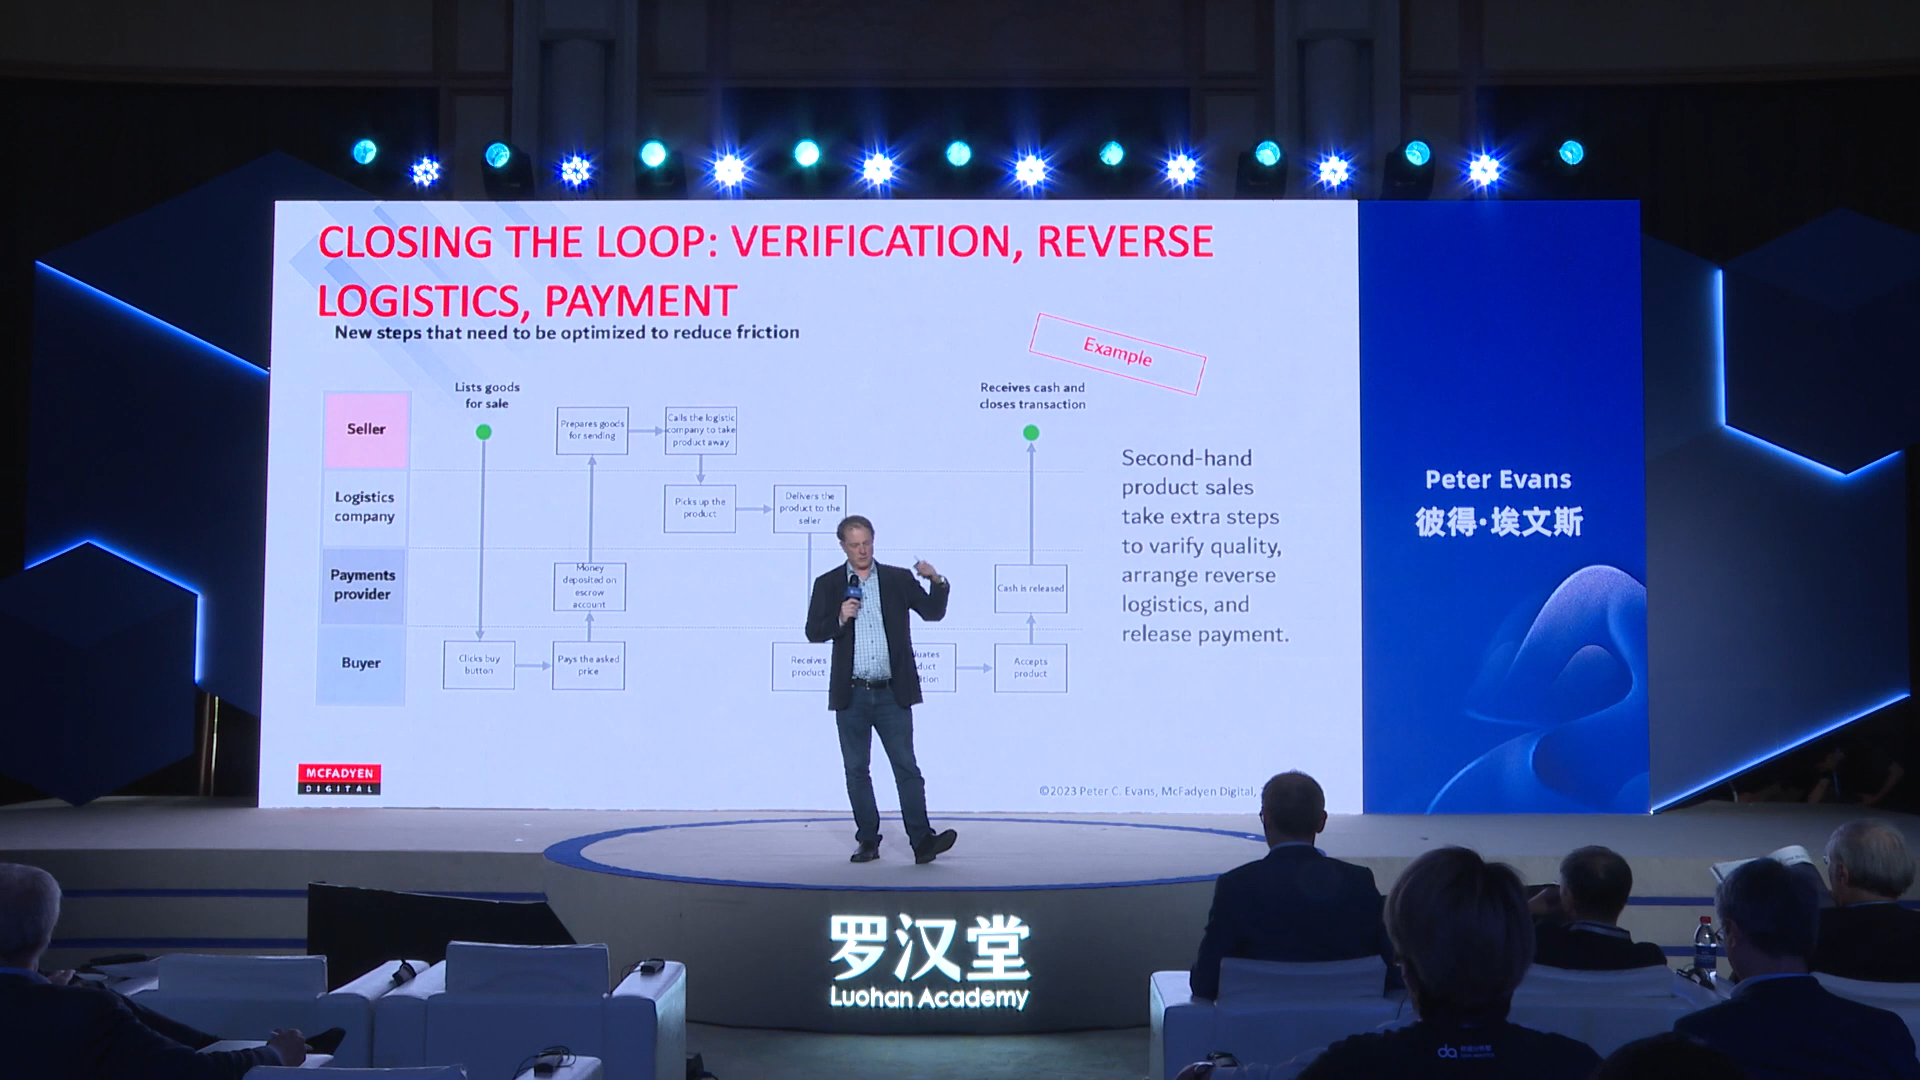 CLOSING THE LOOP: VERIFICATION, REVERSE
LOGISTICS, PAYMENT
New steps that need to be optimized to reduce friction
Example
Lists goods
for sale
Receives cash and
closes transaction
Seller
Prepares goods
for sending
Calls the logistic
company to take
product away
Logistics
company
Picks up the
product
Delivers the
product to the
seller
Payments
provider
Money
deposited on
escrow
account
Cash is released
Buyer
Clicks buy
button
Pays the asked
price
Receives
product
Accepts
product
Second-hand
product sales
take extra steps
to varify quality,
arrange reverse
logistics, and
release payment.
MCFADYEN
DIGITAL
©2023 Peter C. Evans, McFadyen Digital,
Peter Evans
彼得·埃文斯
罗汉堂
Luohan Academy
da